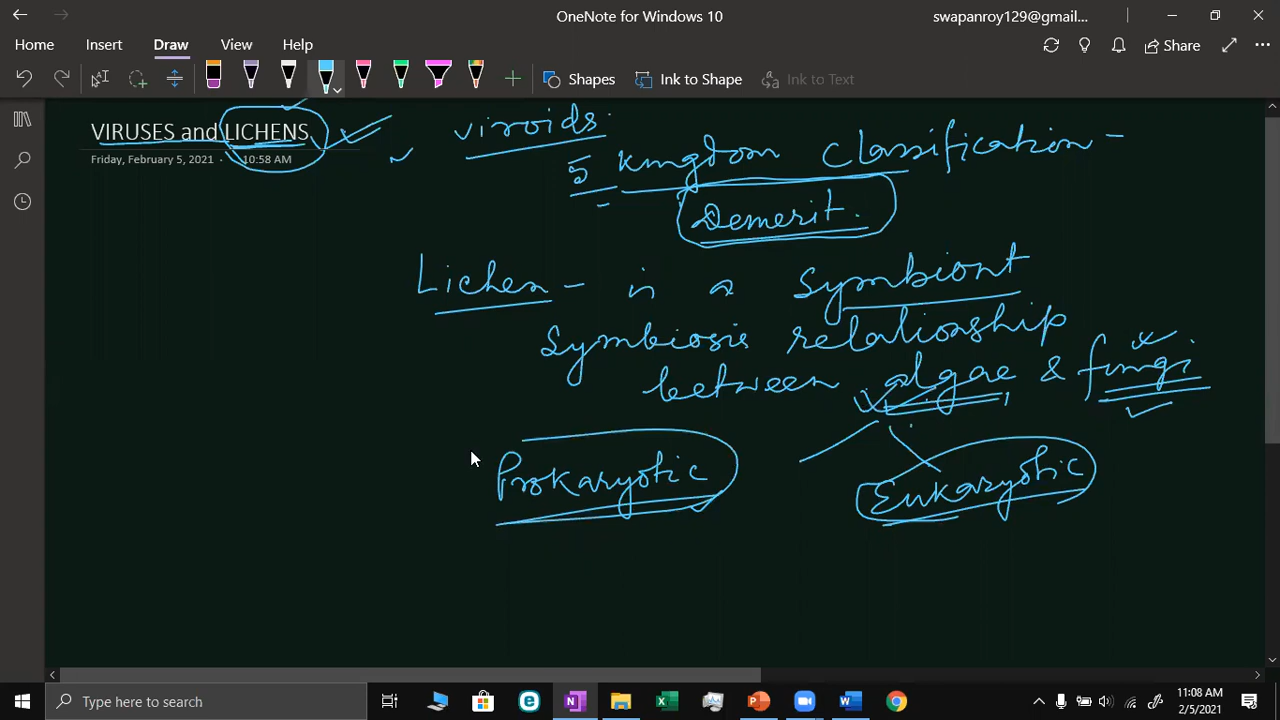 OneNote for Windows 10
swapanroy129@gmail...
Home Insert Draw View Help
Share
Shapes
Ink to Shape
Ink to Text
VIRUSES and LICHENS
Friday, February 5, 2021 10:58 AM
viroids.
5 kingdom classification -
Demerit.
Lichen - is a symbiont
symbiosis relationship
between algae & fungi
Prokaryotic Eukaryotic
Type here to search
11:08 AM
2/5/2021